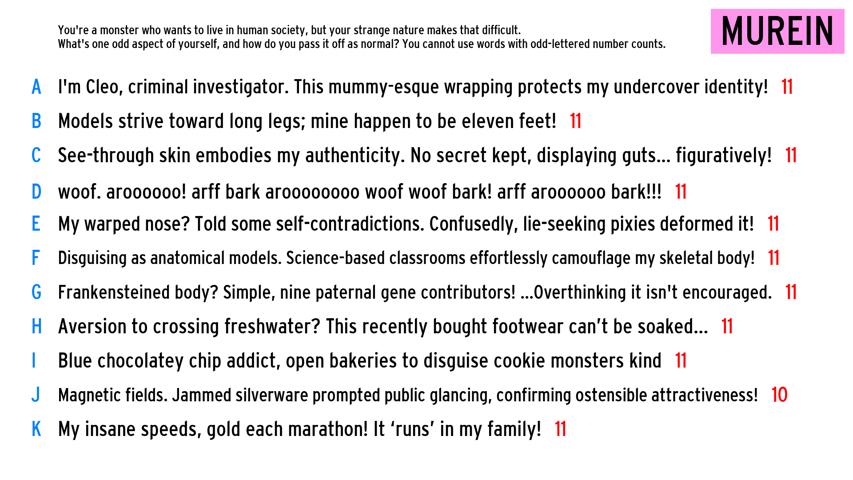 You're a monster who wants to live in human society, but your strange nature makes that difficult.
What's one odd aspect of yourself, and how do you pass it off as normal? You cannot use words with odd-lettered number counts.
MUREIN
A I'm Cleo, criminal investigator. This mummy-esque wrapping protects my undercover identity! 11
B Models strive toward long legs; mine happen to be eleven feet! 11
C See-through skin embodies my authenticity. No secret kept, displaying guts... figuratively! 11
D woof. aroooooo! arff bark aroooooooo woof woof bark! arff aroooooo bark!!! 11
E My warped nose? Told some self-contradictions. Confusedly, lie-seeking pixies deformed it! 11
F Disguising as anatomical models. Science-based classrooms effortlessly camouflage my skeletal body! 11
G Frankensteined body? Simple, nine paternal gene contributors! ...Overthinking it isn't encouraged. 11
H Aversion to crossing freshwater? This recently bought footwear can’t be soaked... 11
I Blue chocolatey chip addict, open bakeries to disguise cookie monsters kind 11
J Magnetic fields. Jammed silverware prompted public glancing, confirming ostensible attractiveness! 10
K My insane speeds, gold each marathon! It ‘runs’ in my family! 11